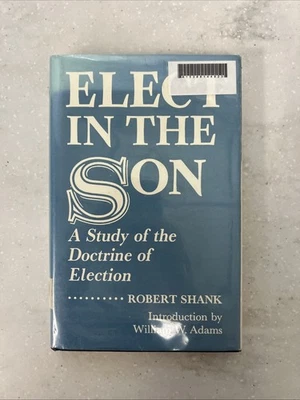 ELECT
IN THE
SON
A Study of the
Doctrine of
Election
.......... ROBERT SHANK
Introduction by
William W. Adams